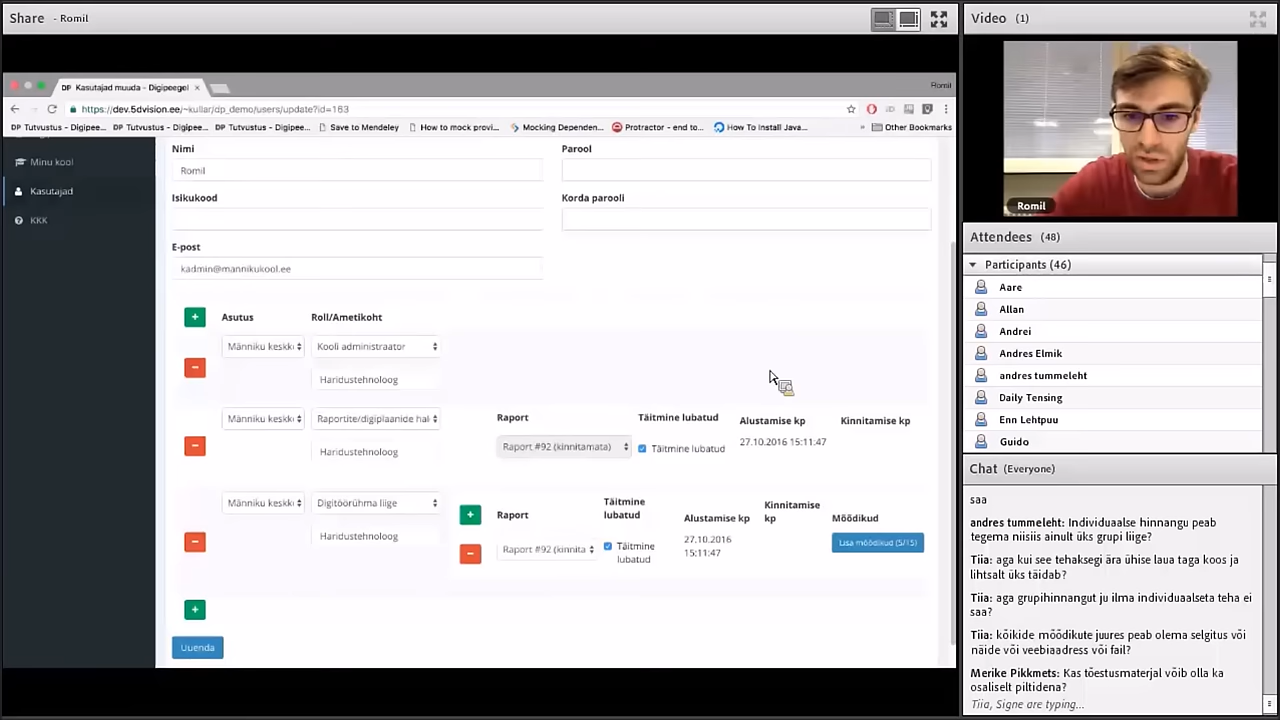 Share - Romil
DP Kasutajad muuda - Digipeegel ×
Romil
https://dev.5dvision.ee/~kullar/dp_demo/users/update?id=183
DP Tutvustus - Digipee...
DP Tutvustus - Digipee...
DP Tutvustus - Digipee...
Save to Mendeley
How to mock provi...
Mocking Dependen...
Protractor - end to...
How To Install Java...
»
Other Bookmarks
Minu kool
Kasutajad
KKK
Nimi
Parool
Romil
Isikukood
Korda parooli
E-post
kadmin@mannikukool.ee
+ Asutus Roll/Ametikoht
Männiku keskk Kooli administraator
−
Haridustehnoloog
Männiku keskk Raportite/digiplaanide hal
Raport Täitmine lubatud Alustamise kp Kinnitamise kp
−
Raport #92 (kinnitamata) Täitmine lubatud 27.10.2016 15:11:47
Haridustehnoloog
Männiku keskk Digitöörühma liige
+ Raport Täitmine lubatud Alustamise kp Kinnitamise kp Mõõdikud
−
Haridustehnoloog
− Raport #92 (kinnita Täitmine lubatud 27.10.2016 15:11:47 Lisa mõõdikud (5/15)
+
Uuenda
Video (1)
Romil
Attendees (48)
Participants (46)
Aare
Allan
Andrei
Andres Elmik
andres tummeleht
Daily Tensing
Enn Lehtpuu
Guido
Chat (Everyone)
saa
andres tummeleht: Individuaalse hinnangu peab
tegema niisiis ainult üks grupi liige?
Tiia: aga kui see tehaksegi ära ühise laua taga koos ja
lihtsalt üks täidab?
Tiia: aga grupihinnangut ju ilma individuaalseta teha ei
saa?
Tiia: kõikide mõõdikute juures peab olema selgitus või
näide või veebiaadress või fail?
Merike Pikkmets: Kas tõestusmaterjal võib olla ka
osaliselt piltidena?
Tiia, Signe are typing...